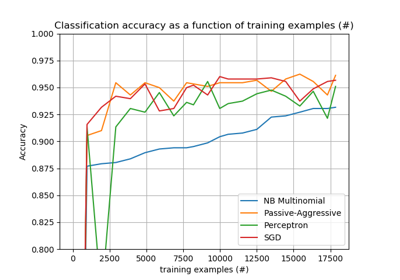 Classification accuracy as a function of training examples (#)
1.000
0.975
0.950
0.925
0.900
0.875
0.850
0.825
0.800
Accuracy
NB Multinomial
Passive-Aggressive
Perceptron
SGD
0 2500 5000 7500 10000 12500 15000 17500
training examples (#)